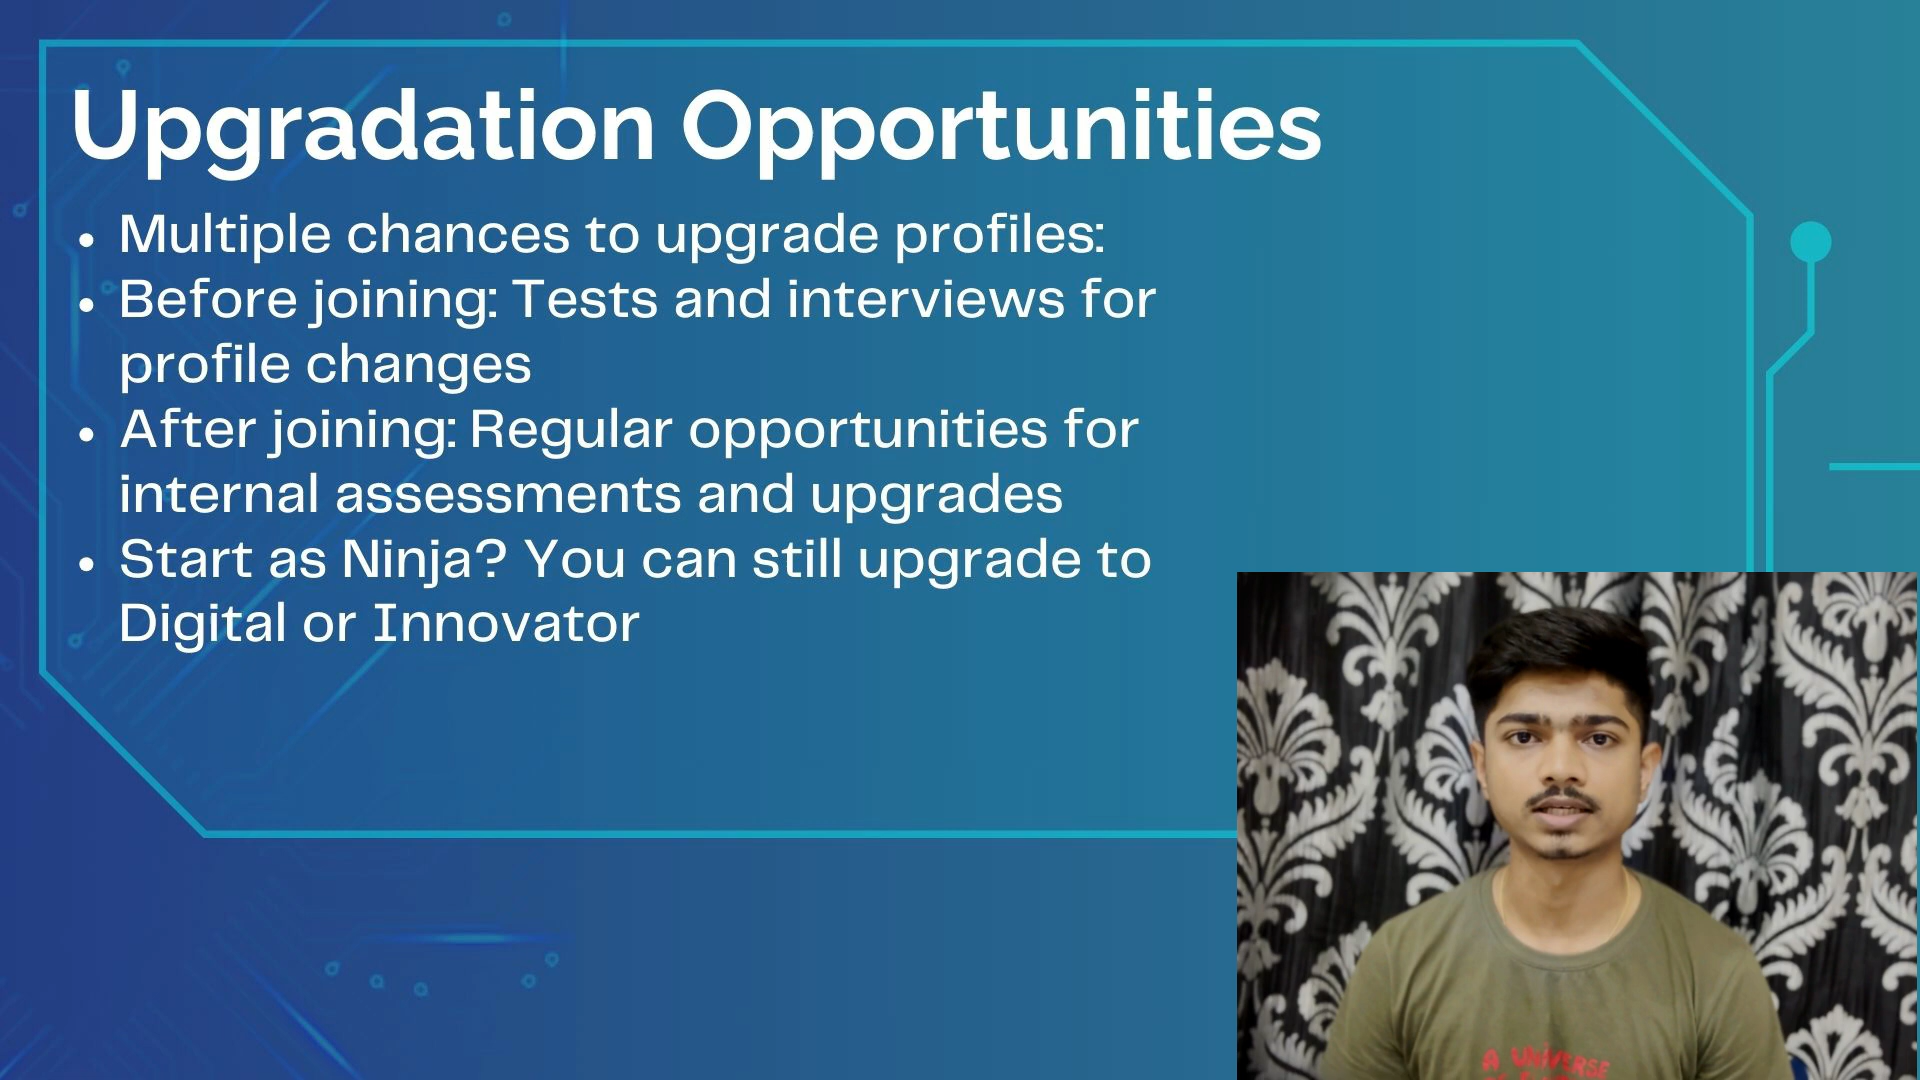 Upgradation Opportunities
• Multiple chances to upgrade profiles:
• Before joining: Tests and interviews for
profile changes
• After joining: Regular opportunities for
internal assessments and upgrades
• Start as Ninja? You can still upgrade to
Digital or Innovator
A UNIVERSE